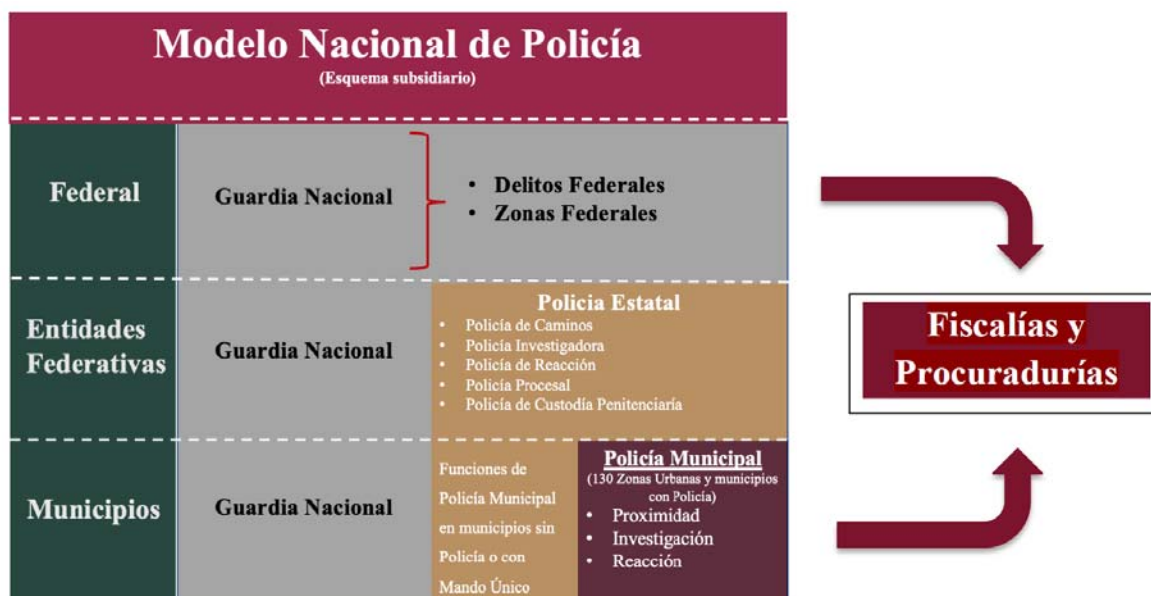 Modelo Nacional de Policía
(Esquema subsidiario)
Federal
Guardia Nacional
• Delitos Federales
• Zonas Federales
Entidades
Federativas
Guardia Nacional
Policia Estatal
• Policía de Caminos
• Policía Investigadora
• Policía de Reacción
• Policía Procesal
• Policía de Custodía Penitenciaría
Municipios
Guardia Nacional
Funciones de
Policía Municipal
en municipios sin
Policía o con
Mando Único
Policía Municipal
(130 Zonas Urbanas y municipios
con Policía)
• Proximidad
• Investigación
• Reacción
Fiscalías y
Procuradurías